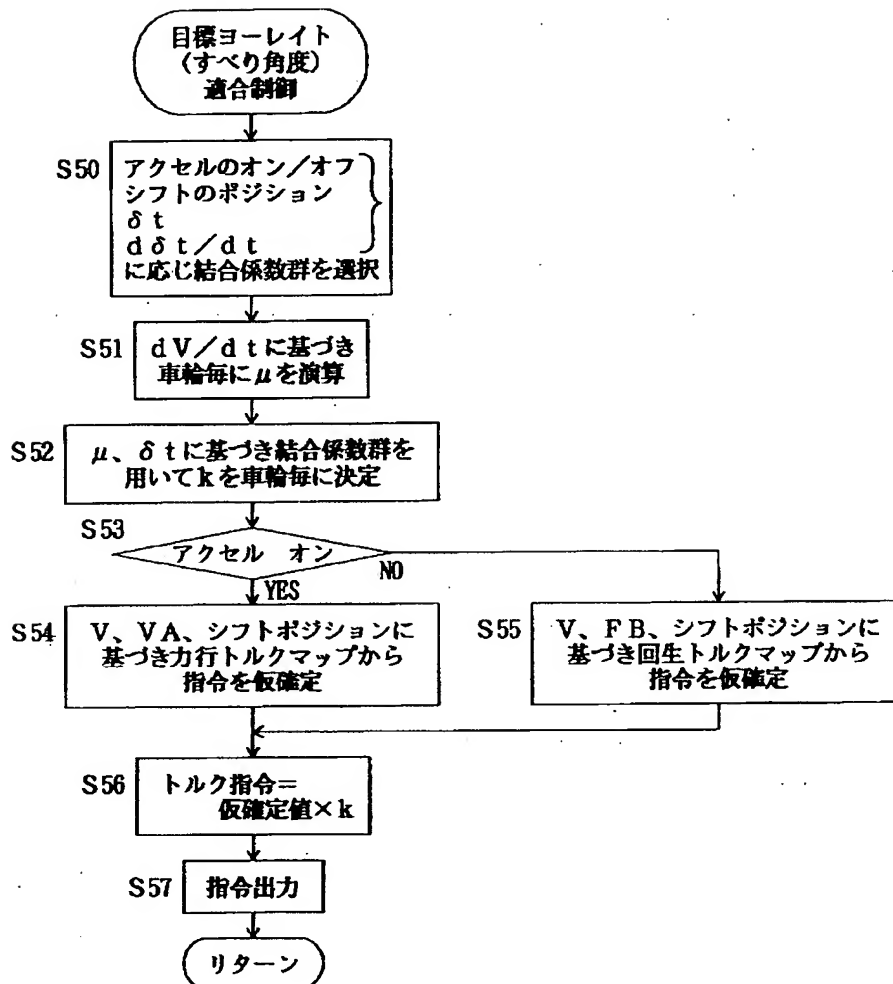 目標ヨーレイト
(すべり角度)
適合制御
S50
アクセルのオン/オフ
シフトのポジション
δt
dδt/dt
に応じ結合係数群を選択
S51
dV/dtに基づき
車輪毎にμを演算
S52
μ、δtに基づき結合係数群を
用いてkを車輪毎に決定
S53
アクセル オン
NO
YES
S54
V、VA、シフトポジションに
基づき力行トルクマップから
指令を仮確定
S55
V、FB、シフトポジションに
基づき回生トルクマップから
指令を仮確定
S56
トルク指令=
仮確定値×k
S57
指令出力
リターン